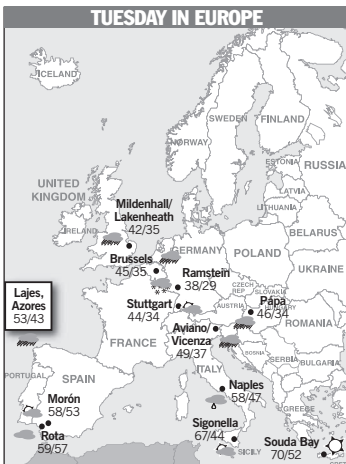 TUESDAY IN EUROPE
ICELAND
SWEDEN
FINLAND
NORWAY
ESTONIA
RUSSIA
LATVIA
LITHUANIA
UNITED
KINGDOM
Mildenhall/
Lakenheath
42/35
IRELAND
BELARUS
Brussels
45/35
GERMANY
POLAND
Ramstein
38/29
UKRAINE
CZECH
REP
SLOVAKIA
Lajes,
Azores
53/43
Stuttgart
44/34
AUSTRIA
Pápa
46/34
HUNGARY
FRANCE
Aviano/
Vicenza
49/37
ROMANIA
BOSNIA
SERBIA
BULGARIA
ITALY
PORTUGAL
SPAIN
Morón
58/53
Naples
58/47
GREECE
Rota
59/57
Sigonella
67/44
SICILY
Souda Bay
70/52